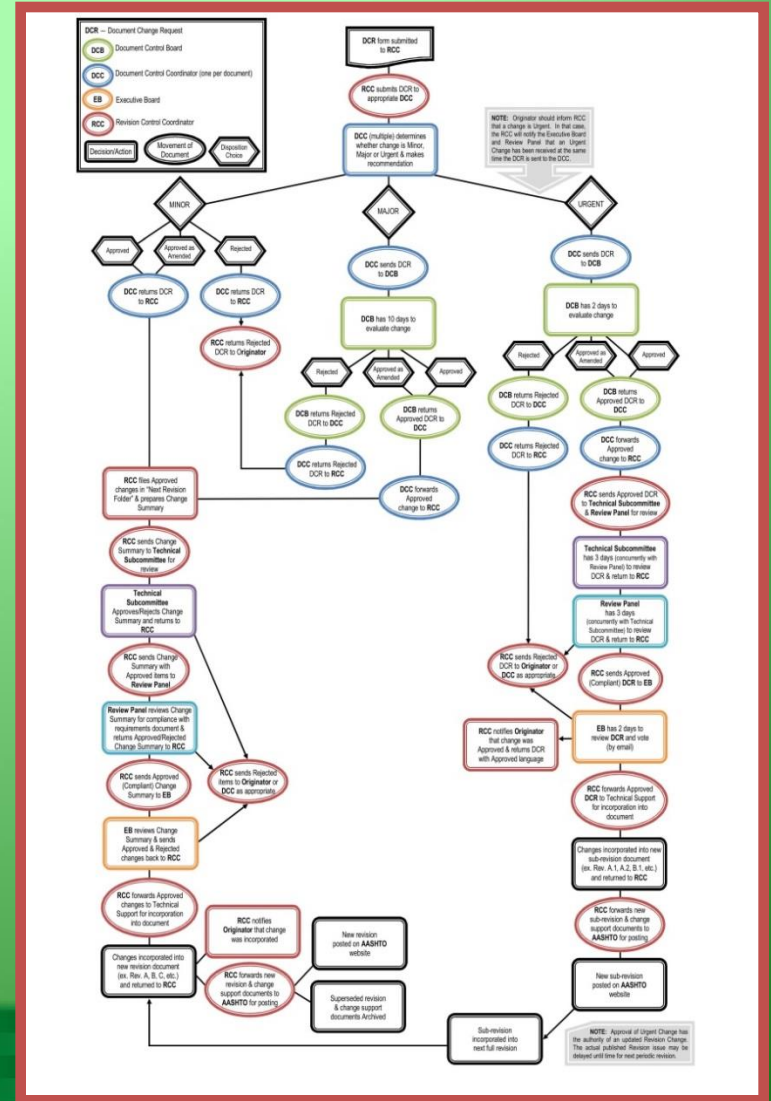 DCR — Document Change Request
DCB
Document Control Board
DCC
Document Control Coordinator (one per document)
EB
Executive Board
RCC
Revision Control Coordinator
Decision/Action
Movement of
Document
Disposition
Choice
DCR form submitted
to RCC
RCC submits DCR to
appropriate DCC
DCC (multiple) determines
whether change is Minor,
Major or Urgent & makes
recommendation
NOTE: Originator should inform RCC
that a change is Urgent. In that case,
the RCC will notify the Executive Board
and Review Panel that an Urgent
Change has been received at the same
time the DCR is sent to the DCC.
MINOR
MAJOR
URGENT
Approved
Approved as
Amended
Rejected
DCC returns DCR
to RCC
DCC returns DCR
to RCC
RCC returns Rejected
DCR to Originator
DCC sends DCR
to DCB
DCB has 10 days to
evaluate change
Rejected
Approved as
Amended
Approved
DCB returns Rejected
DCR to DCC
DCB returns
Approved DCR to
DCC
DCC returns Rejected
DCR to RCC
DCC forwards
Approved
change to RCC
DCC sends DCR
to DCB
DCB has 2 days to
evaluate change
Rejected
Approved as
Amended
Approved
DCB returns Rejected
DCR to DCC
DCB returns
Approved DCR to
DCC
DCC returns Rejected
DCR to RCC
DCC forwards
Approved
change to RCC
RCC sends Approved DCR
to Technical Subcommittee
& Review Panel for review
Technical Subcommittee
has 3 days (concurrently with
Review Panel) to review
DCR & return to RCC
Review Panel
has 3 days
(concurrently with Technical
Subcommittee) to review
DCR & return to RCC
RCC sends Rejected
DCR to Originator or
DCC as appropriate
RCC sends Approved
(Compliant) DCR to EB
RCC notifies Originator
that change was
Approved & returns DCR
with Approved language
EB has 2 days to
review DCR and vote
(by email)
RCC forwards Approved
DCR to Technical Support
for incorporation into
document
Changes incorporated into new
sub-revision document
(ex. Rev. A.1, A.2, B.1, etc.)
and returned to RCC
RCC forwards new
sub-revision & change
support documents to
AASHTO for posting
New sub-revision
posted on AASHTO
website
RCC files Approved
changes in "Next Revision
Folder" & prepares Change
Summary
RCC sends Change
Summary to Technical
Subcommittee for
review
Technical
Subcommittee
Approves/Rejects Change
Summary and returns to
RCC
RCC sends Change
Summary with
Approved items to
Review Panel
Review Panel reviews Change
Summary for compliance with
requirements document &
returns Approved/Rejected
Change Summary to RCC
RCC sends Approved
(Compliant) Change
Summary to EB
RCC sends Rejected
items to Originator or
DCC as appropriate
EB reviews Change
Summary & sends
Approved & Rejected
changes back to RCC
RCC forwards Approved
changes to Technical
Support for incorporation
into document
Changes incorporated into
new revision document
(ex. Rev. A, B, C, etc.)
and returned to RCC
RCC notifies
Originator that change
was incorporated
RCC forwards new
revision & change
support documents to
AASHTO for posting
New revision
posted on AASHTO
website
Superseded revision
& change support
documents Archived
Sub-revision
incorporated into
next full revision
NOTE: Approval of Urgent Change has
the authority of an updated Revision Change.
The actual published Revision issue may be
delayed until time for next periodic revision.